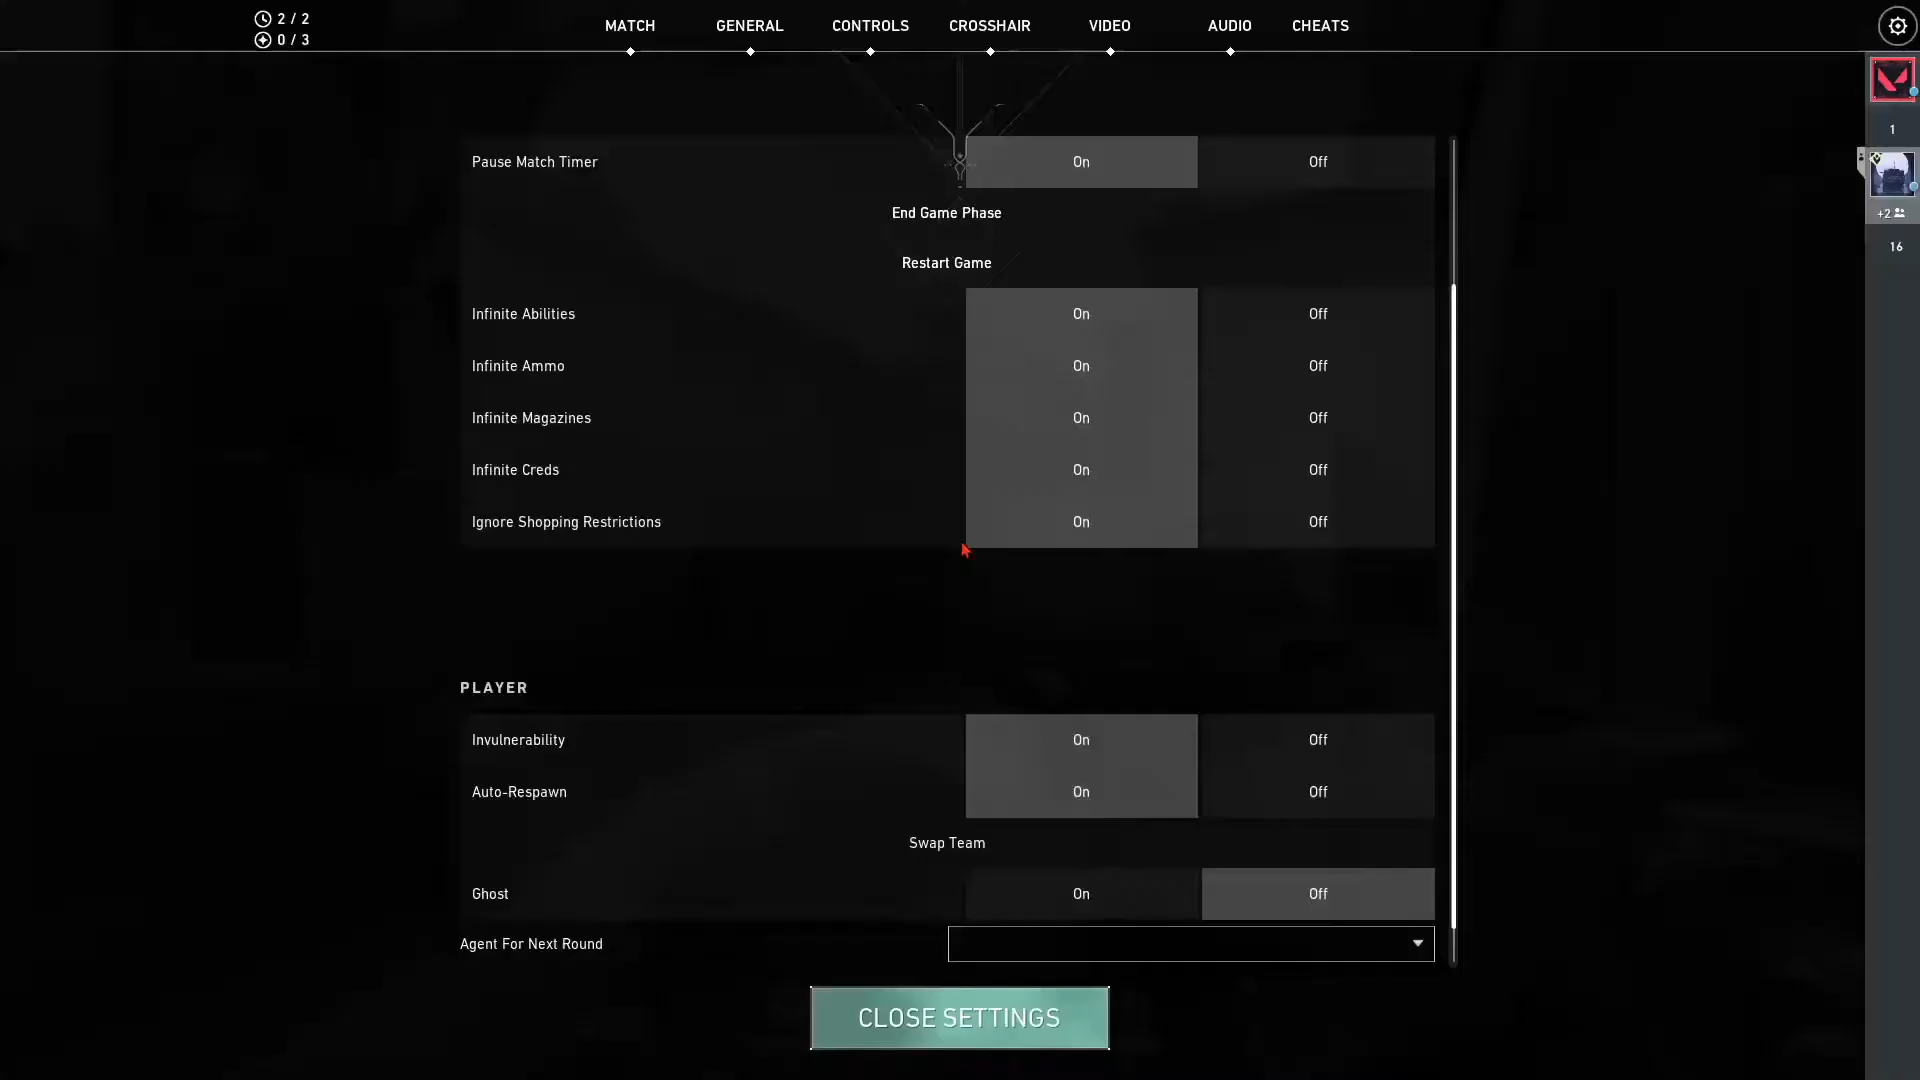 2 / 2
0 / 3
MATCH GENERAL CONTROLS CROSSHAIR VIDEO AUDIO CHEATS
1
+2
16
Pause Match Timer On Off
End Game Phase
Restart Game
Infinite Abilities On Off
Infinite Ammo On Off
Infinite Magazines On Off
Infinite Creds On Off
Ignore Shopping Restrictions On Off
PLAYER
Invulnerability On Off
Auto-Respawn On Off
Swap Team
Ghost On Off
Agent For Next Round
CLOSE SETTINGS